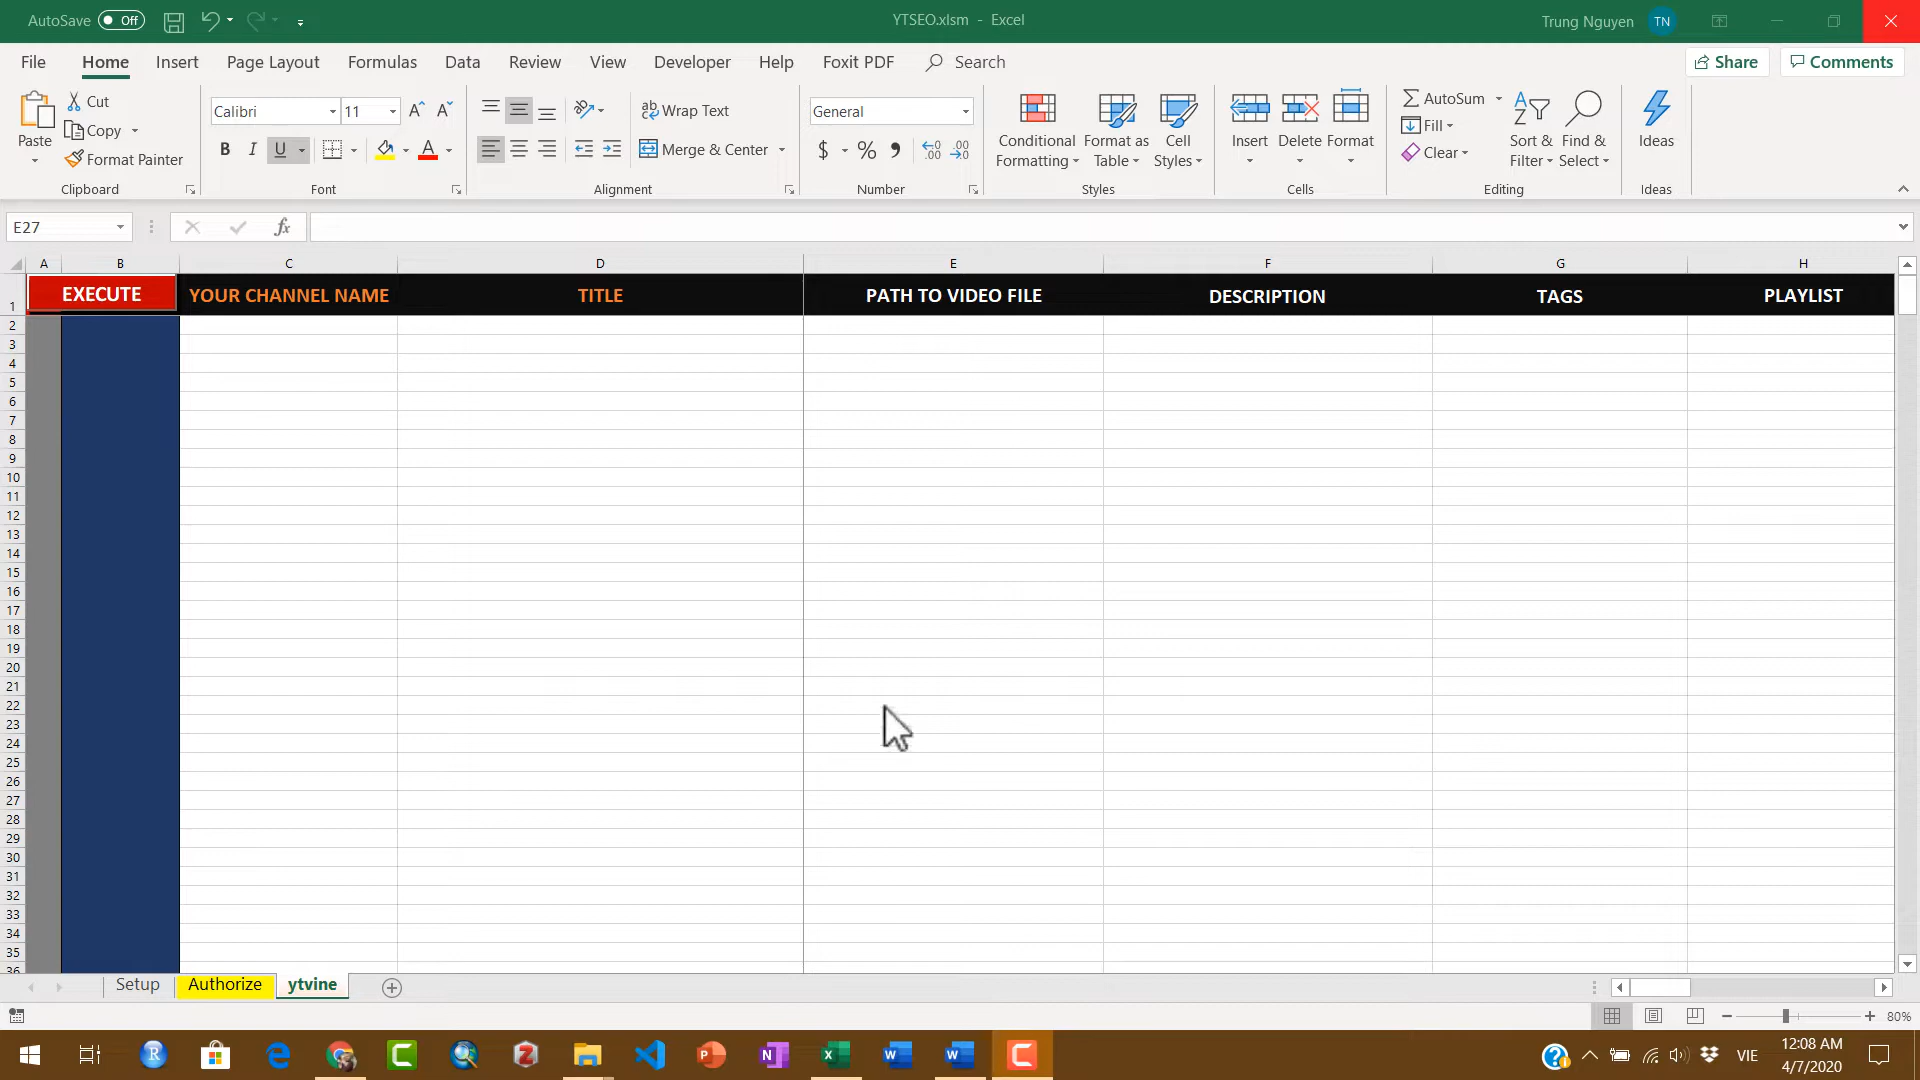 AutoSave Off
YTSEO.xlsm - Excel
Trung Nguyen TN
File Home Insert Page Layout Formulas Data Review View Developer Help Foxit PDF Search
Share Comments
Paste
Cut
Copy
Format Painter
Clipboard
Calibri 11
B I U
A
Font
Wrap Text
Merge & Center
Alignment
General
$ %
Number
Conditional Formatting
Format as Table
Cell Styles
Styles
Insert Delete Format
Cells
AutoSum
Fill
Clear
Sort & Filter
Find & Select
Editing
Ideas
Ideas
E27
fx
A B C D E F G H
1 EXECUTE YOUR CHANNEL NAME TITLE PATH TO VIDEO FILE DESCRIPTION TAGS PLAYLIST
2
3
4
5
6
7
8
9
10
11
12
13
14
15
16
17
18
19
20
21
22
23
24
25
26
27
28
29
30
31
32
33
34
35
36
Setup Authorize ytvine
80%
VIE
12:08 AM
4/7/2020